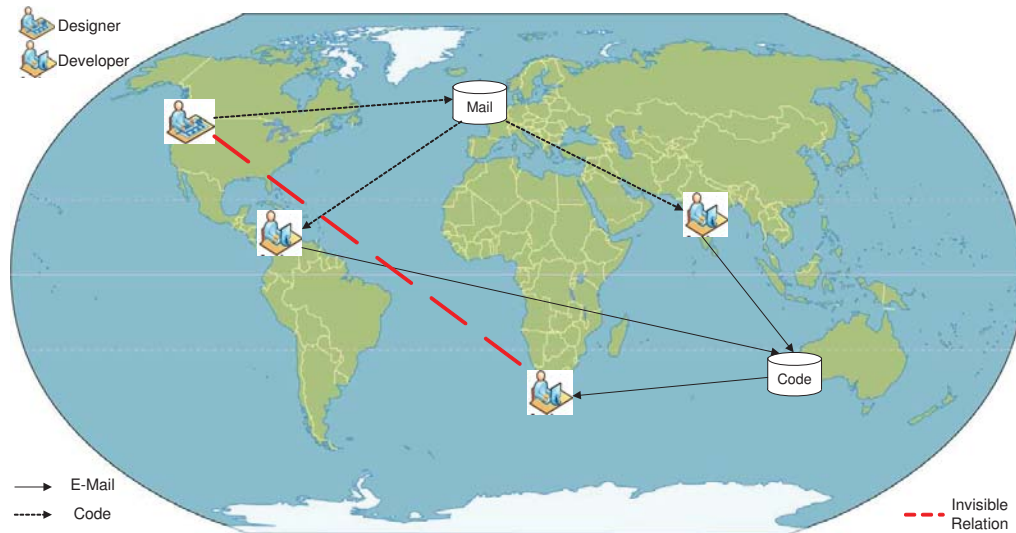 Designer
Developer
Mail
Code
E-Mail
Code
Invisible
Relation